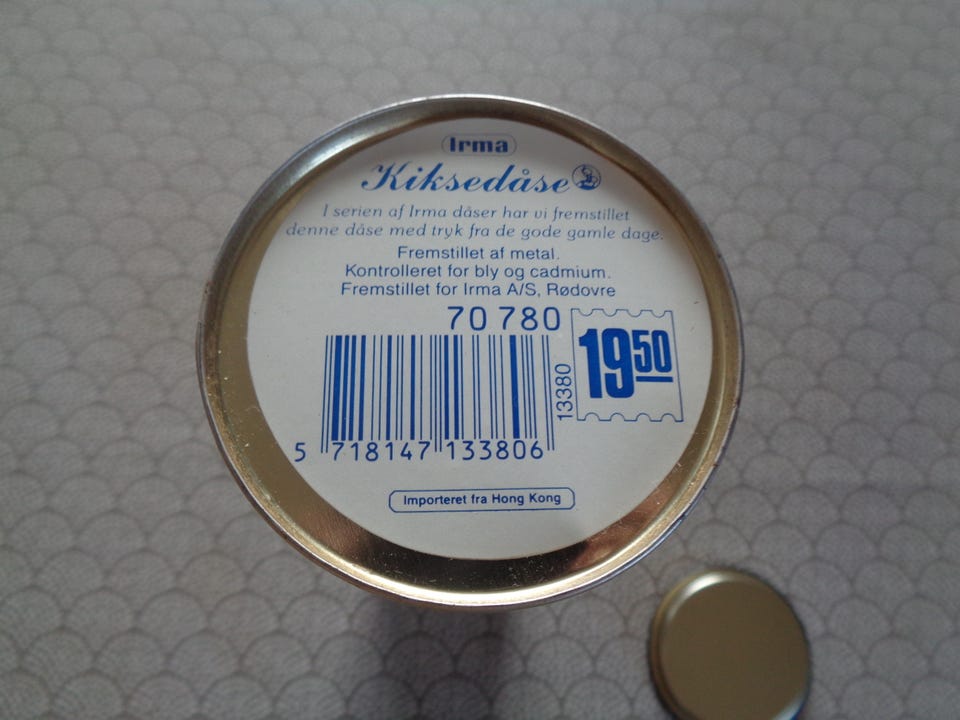 Irma
Kiksedåse
I serien af Irma dåser har vi fremstillet
denne dåse med tryk fra de gode gamle dage.
Fremstillet af metal.
Kontrolleret for bly og cadmium.
Fremstillet for Irma A/S, Rødovre
70 780
13380
19 50
5 718147 133806
Importeret fra Hong Kong